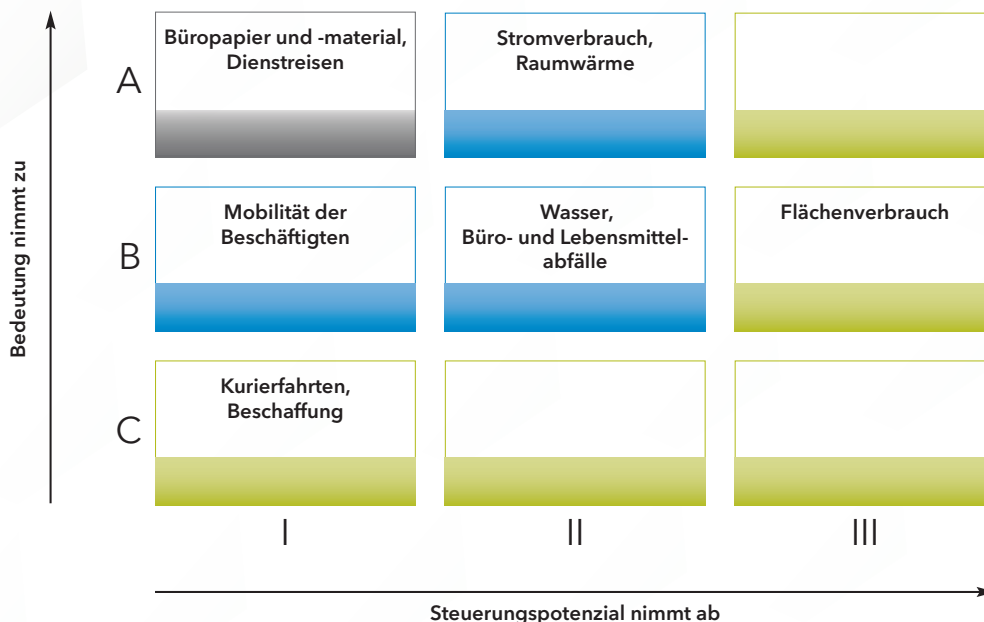 Bedeutung nimmt zu
A
Büropapier und -material,
Dienstreisen
Stromverbrauch,
Raumwärme
B
Mobilität der
Beschäftigten
Wasser,
Büro- und Lebensmittel-
abfälle
Flächenverbrauch
C
Kurierfahrten,
Beschaffung
I
II
III
Steuerungspotenzial nimmt ab